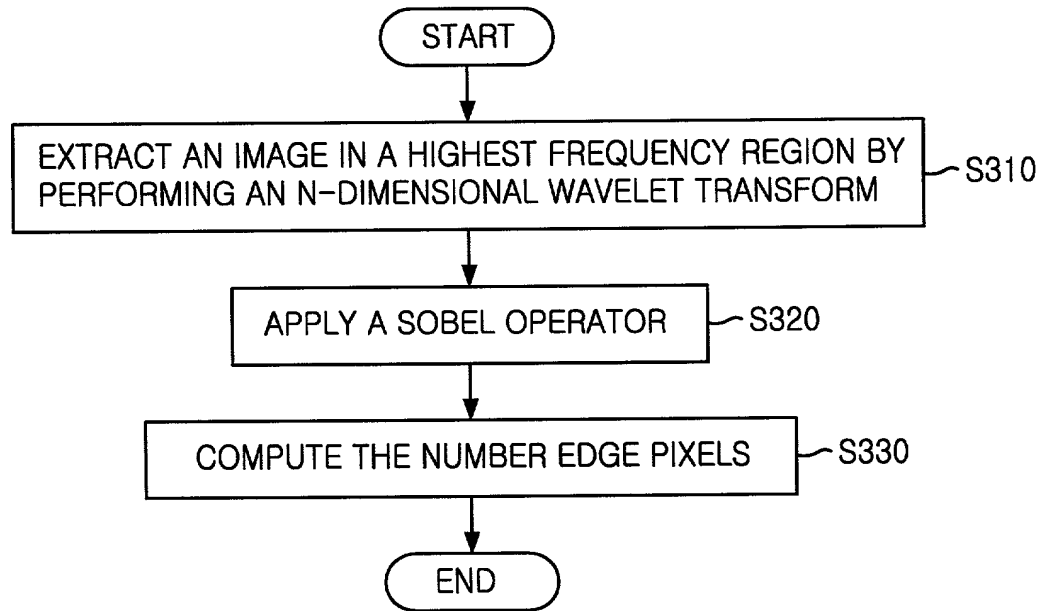 START
EXTRACT AN IMAGE IN A HIGHEST FREQUENCY REGION BY
PERFORMING AN N-DIMENSIONAL WAVELET TRANSFORM
S310
APPLY A SOBEL OPERATOR
S320
COMPUTE THE NUMBER EDGE PIXELS
S330
END